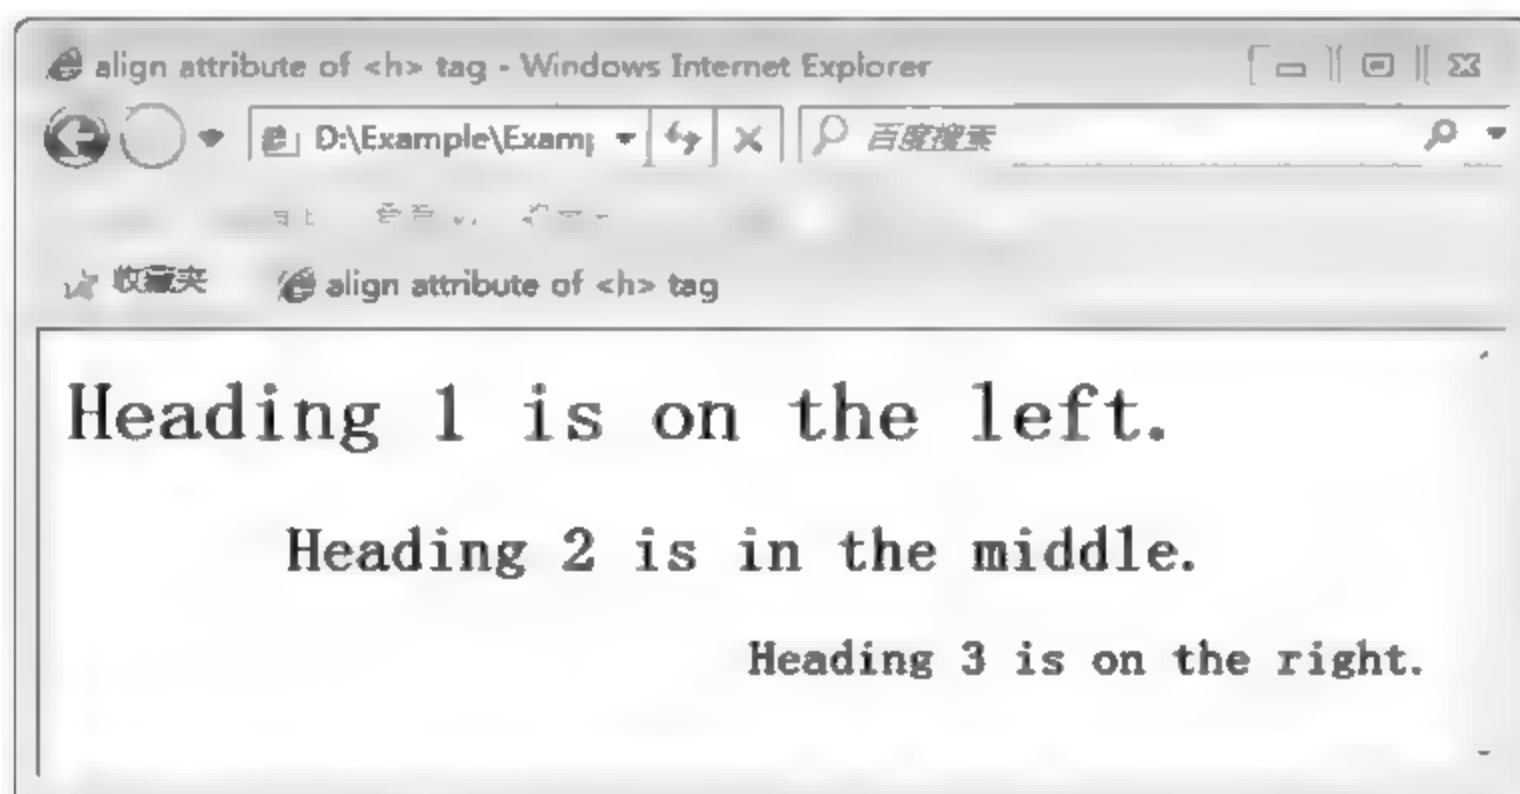 align attribute of <h> tag - Windows Internet Explorer
D:\Example\Examp 百度搜索
收藏夹 align attribute of <h> tag
Heading 1 is on the left.
Heading 2 is in the middle.
Heading 3 is on the right.